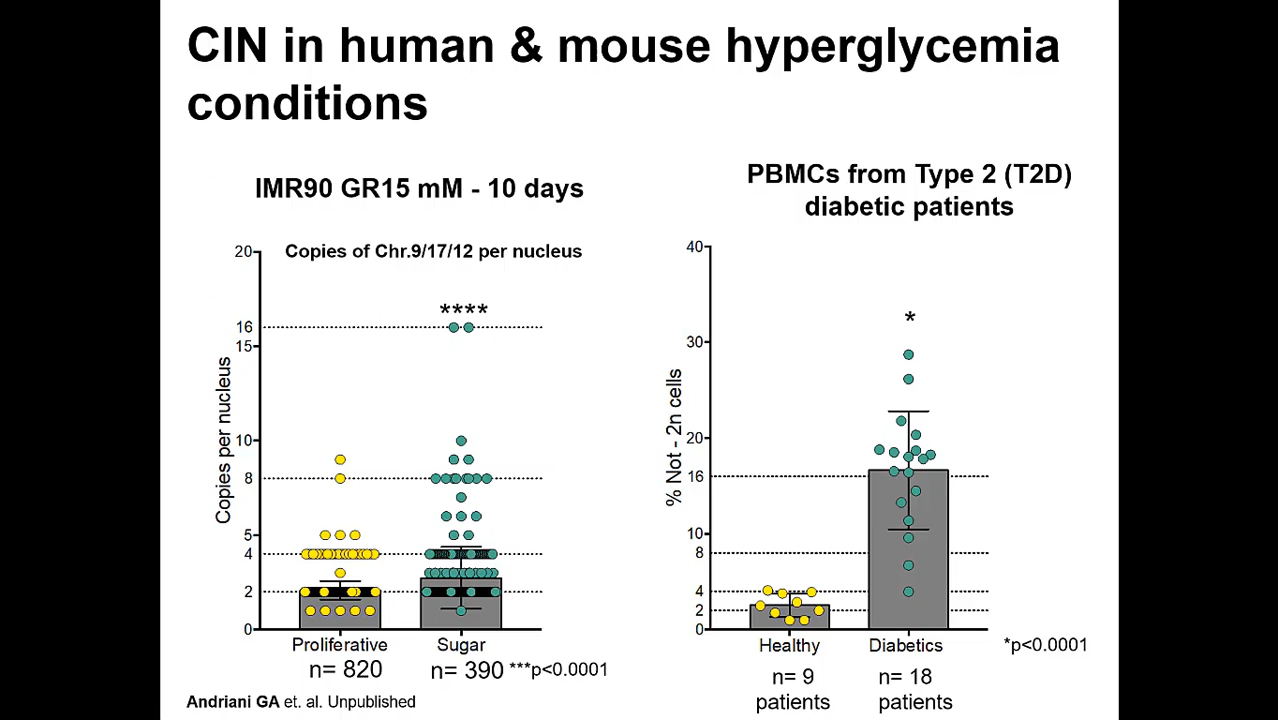 CIN in human & mouse hyperglycemia
conditions
IMR90 GR15 mM - 10 days
Copies of Chr.9/17/12 per nucleus
Copies per nucleus
20
16
15
10
8
5
4
2
0
****
Proliferative
Sugar
n= 820
n= 390
***p<0.0001
PBMCs from Type 2 (T2D)
diabetic patients
% Not - 2n cells
40
30
20
16
10
8
4
2
0
*
Healthy
Diabetics
*p<0.0001
n= 9
patients
n= 18
patients
Andriani GA et. al. Unpublished